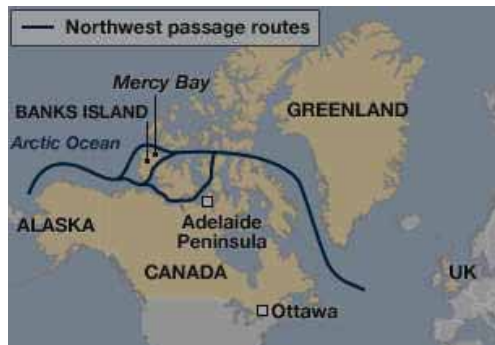 Northwest passage routes
Mercy Bay
BANKS ISLAND
GREENLAND
Arctic Ocean
ALASKA
Adelaide
Peninsula
CANADA
UK
Ottawa